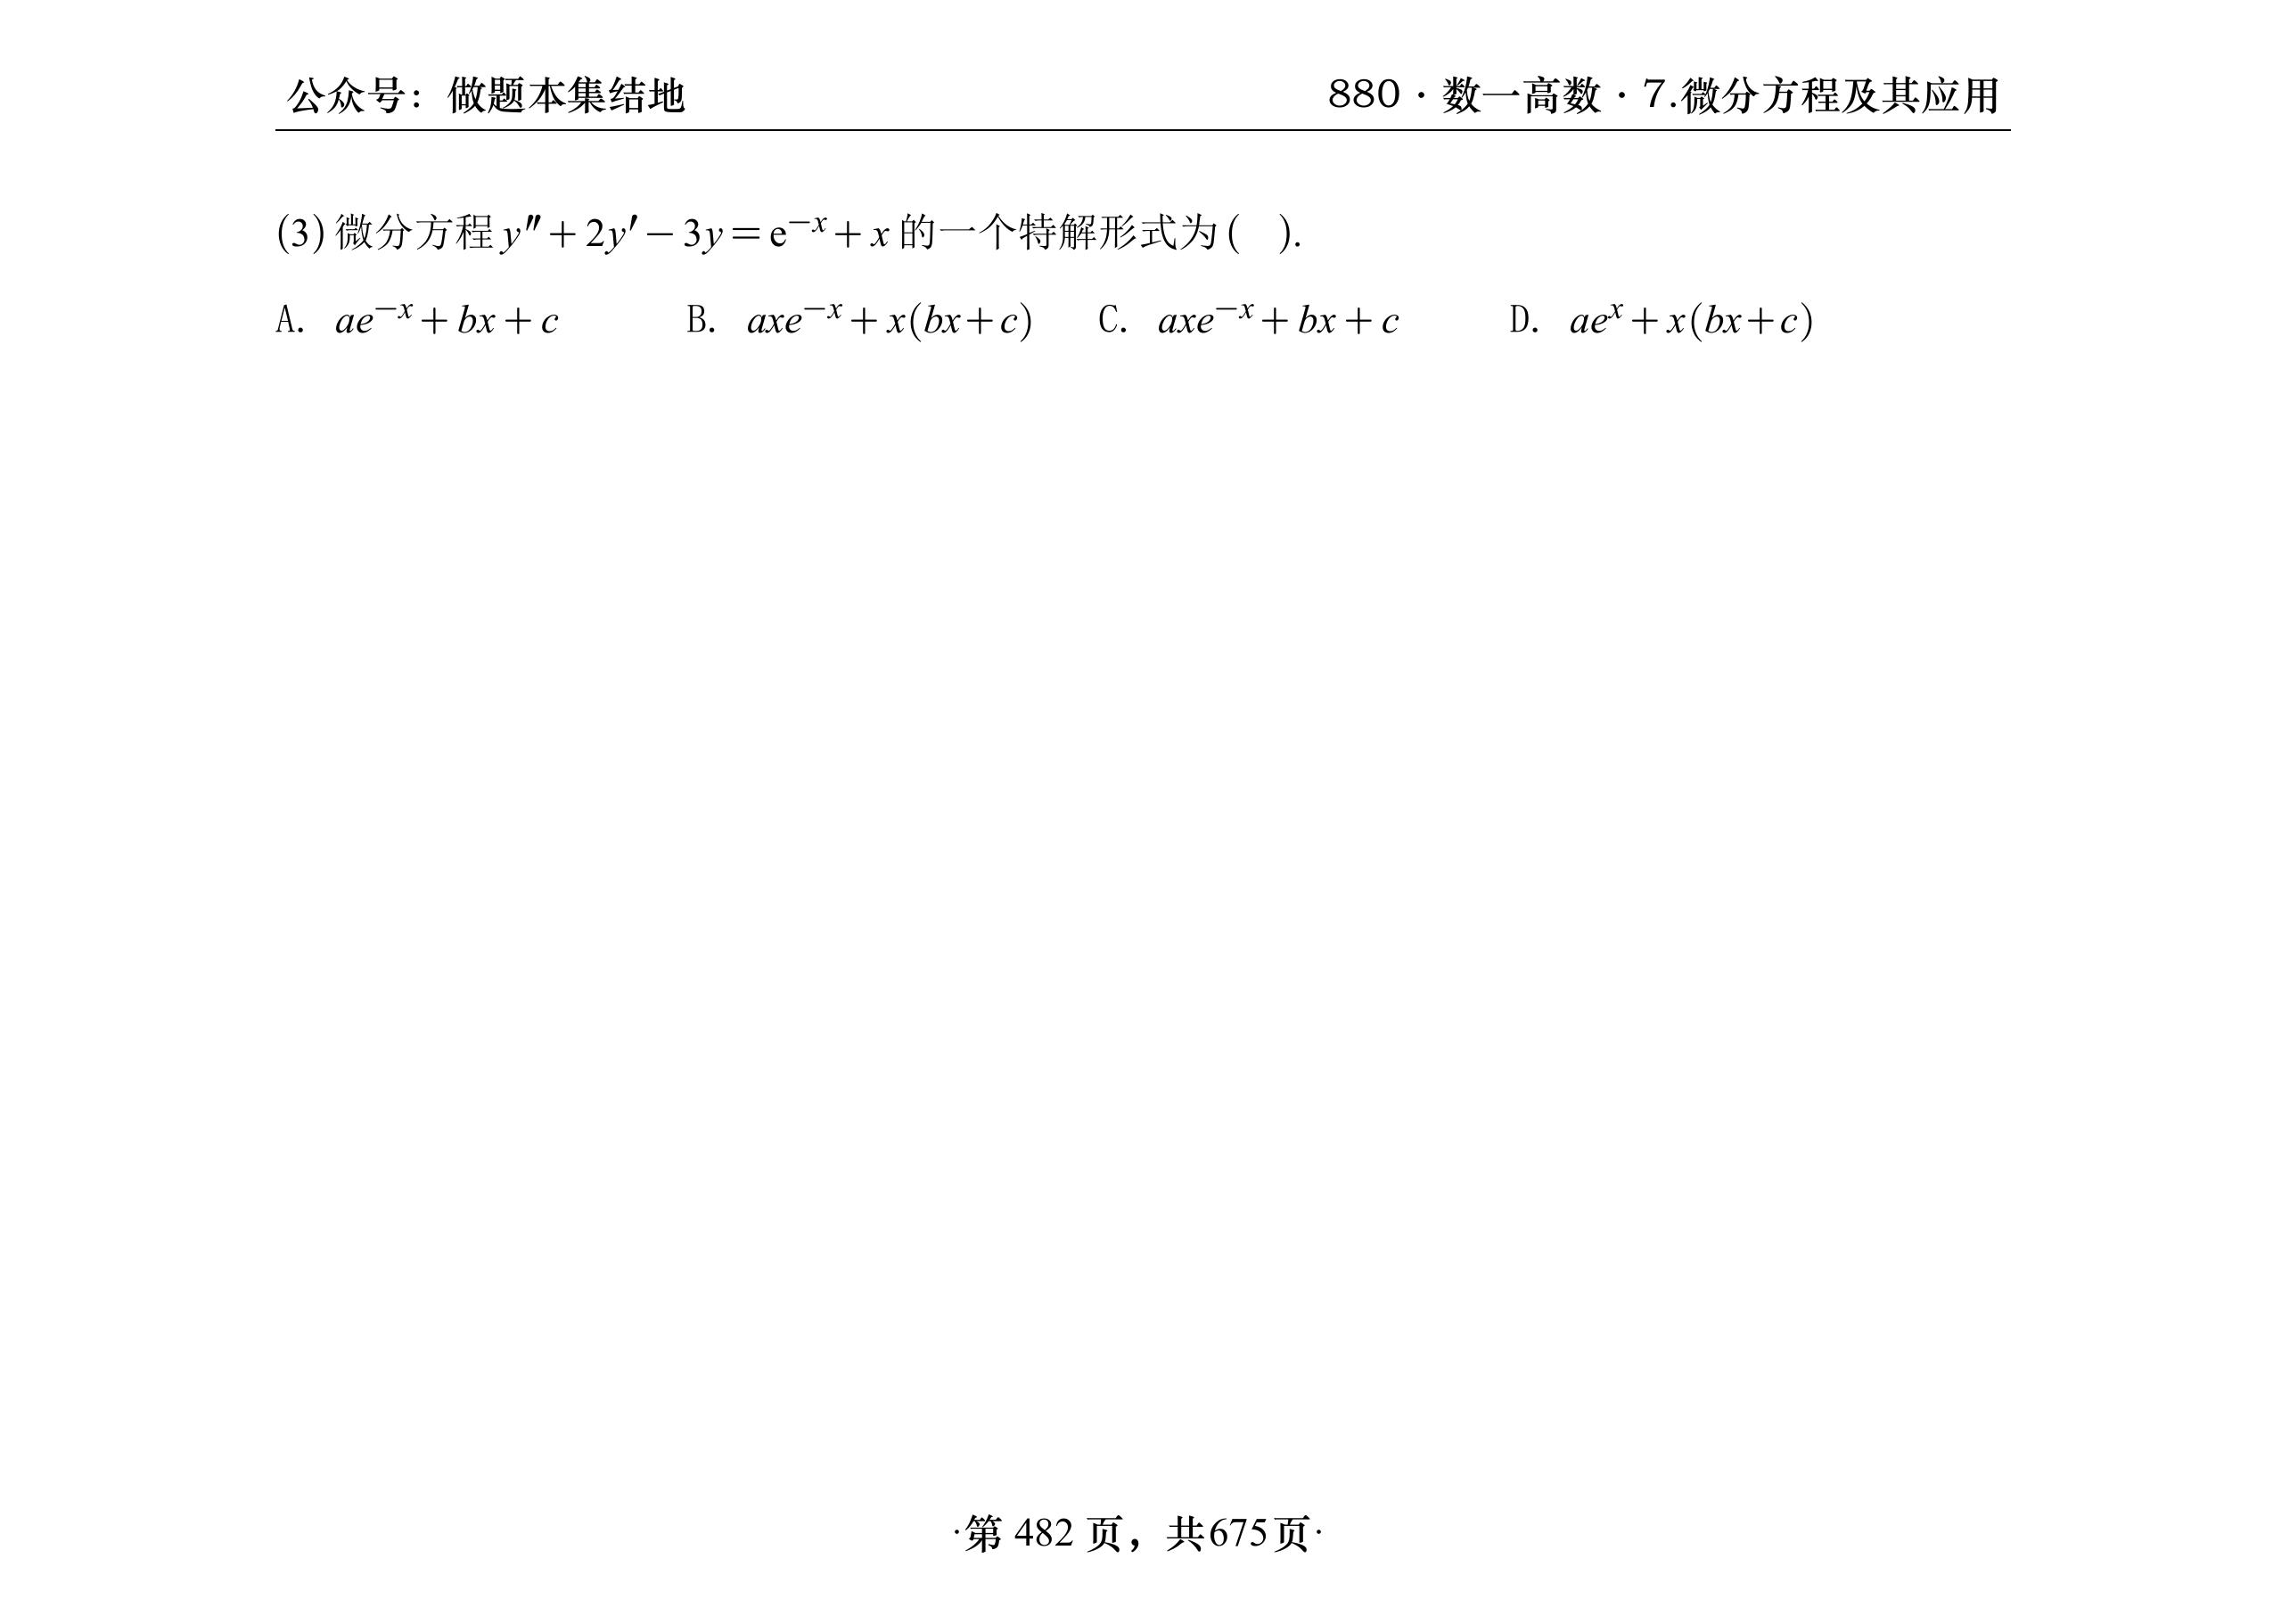 公众号：做题本集结地
880 · 数一高数 · 7.微分方程及其应用
(3) 微分方程 y″ + 2y′ − 3y = e⁻ˣ + x 的一个特解形式为 (   ).
A. ae⁻ˣ + bx + c   B. axe⁻ˣ + x(bx + c)   C. axe⁻ˣ + bx + c   D. aeˣ + x(bx + c)
·第 482 页，共675页·